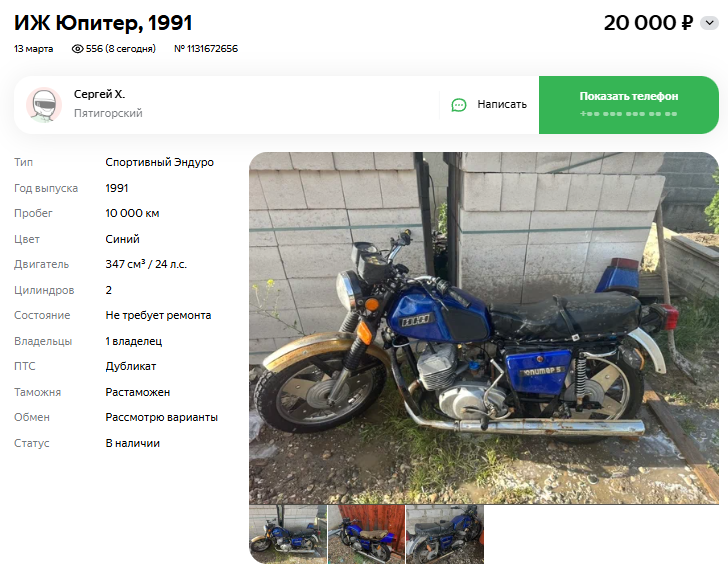 ИЖ Юпитер, 1991
20 000 ₽
13 марта 556 (8 сегодня) № 1131672656
Сергей Х.
Пятигорский
Написать
Показать телефон
Тип Спортивный Эндуро
Год выпуска 1991
Пробег 10 000 км
Цвет Синий
Двигатель 347 см³ / 24 л.с.
Цилиндров 2
Состояние Не требует ремонта
Владельцы 1 владелец
ПТС Дубликат
Таможня Растаможен
Обмен Рассмотрю варианты
Статус В наличии
ИЖ
Юпитер 5